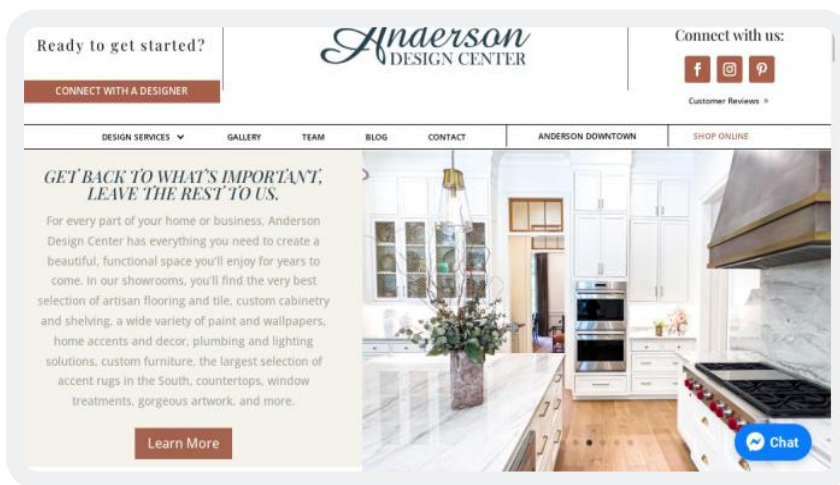 Ready to get started?
CONNECT WITH A DESIGNER
Anderson
DESIGN CENTER
Connect with us:
Customer Reviews
DESIGN SERVICES
GALLERY
TEAM
BLOG
CONTACT
ANDERSON DOWNTOWN
SHOP ONLINE
GET BACK TO WHAT'S IMPORTANT,
LEAVE THE REST TO US.
For every part of your home or business, Anderson
Design Center has everything you need to create a
beautiful, functional space you'll enjoy for years to
come. In our showrooms, you'll find the very best
selection of artisan flooring and tile, custom cabinetry
and shelving, a wide variety of paint and wallpapers,
home accents and decor, plumbing and lighting
solutions, custom furniture, the largest selection of
accent rugs in the South, countertops, window
treatments, gorgeous artwork, and more.
Learn More
Chat